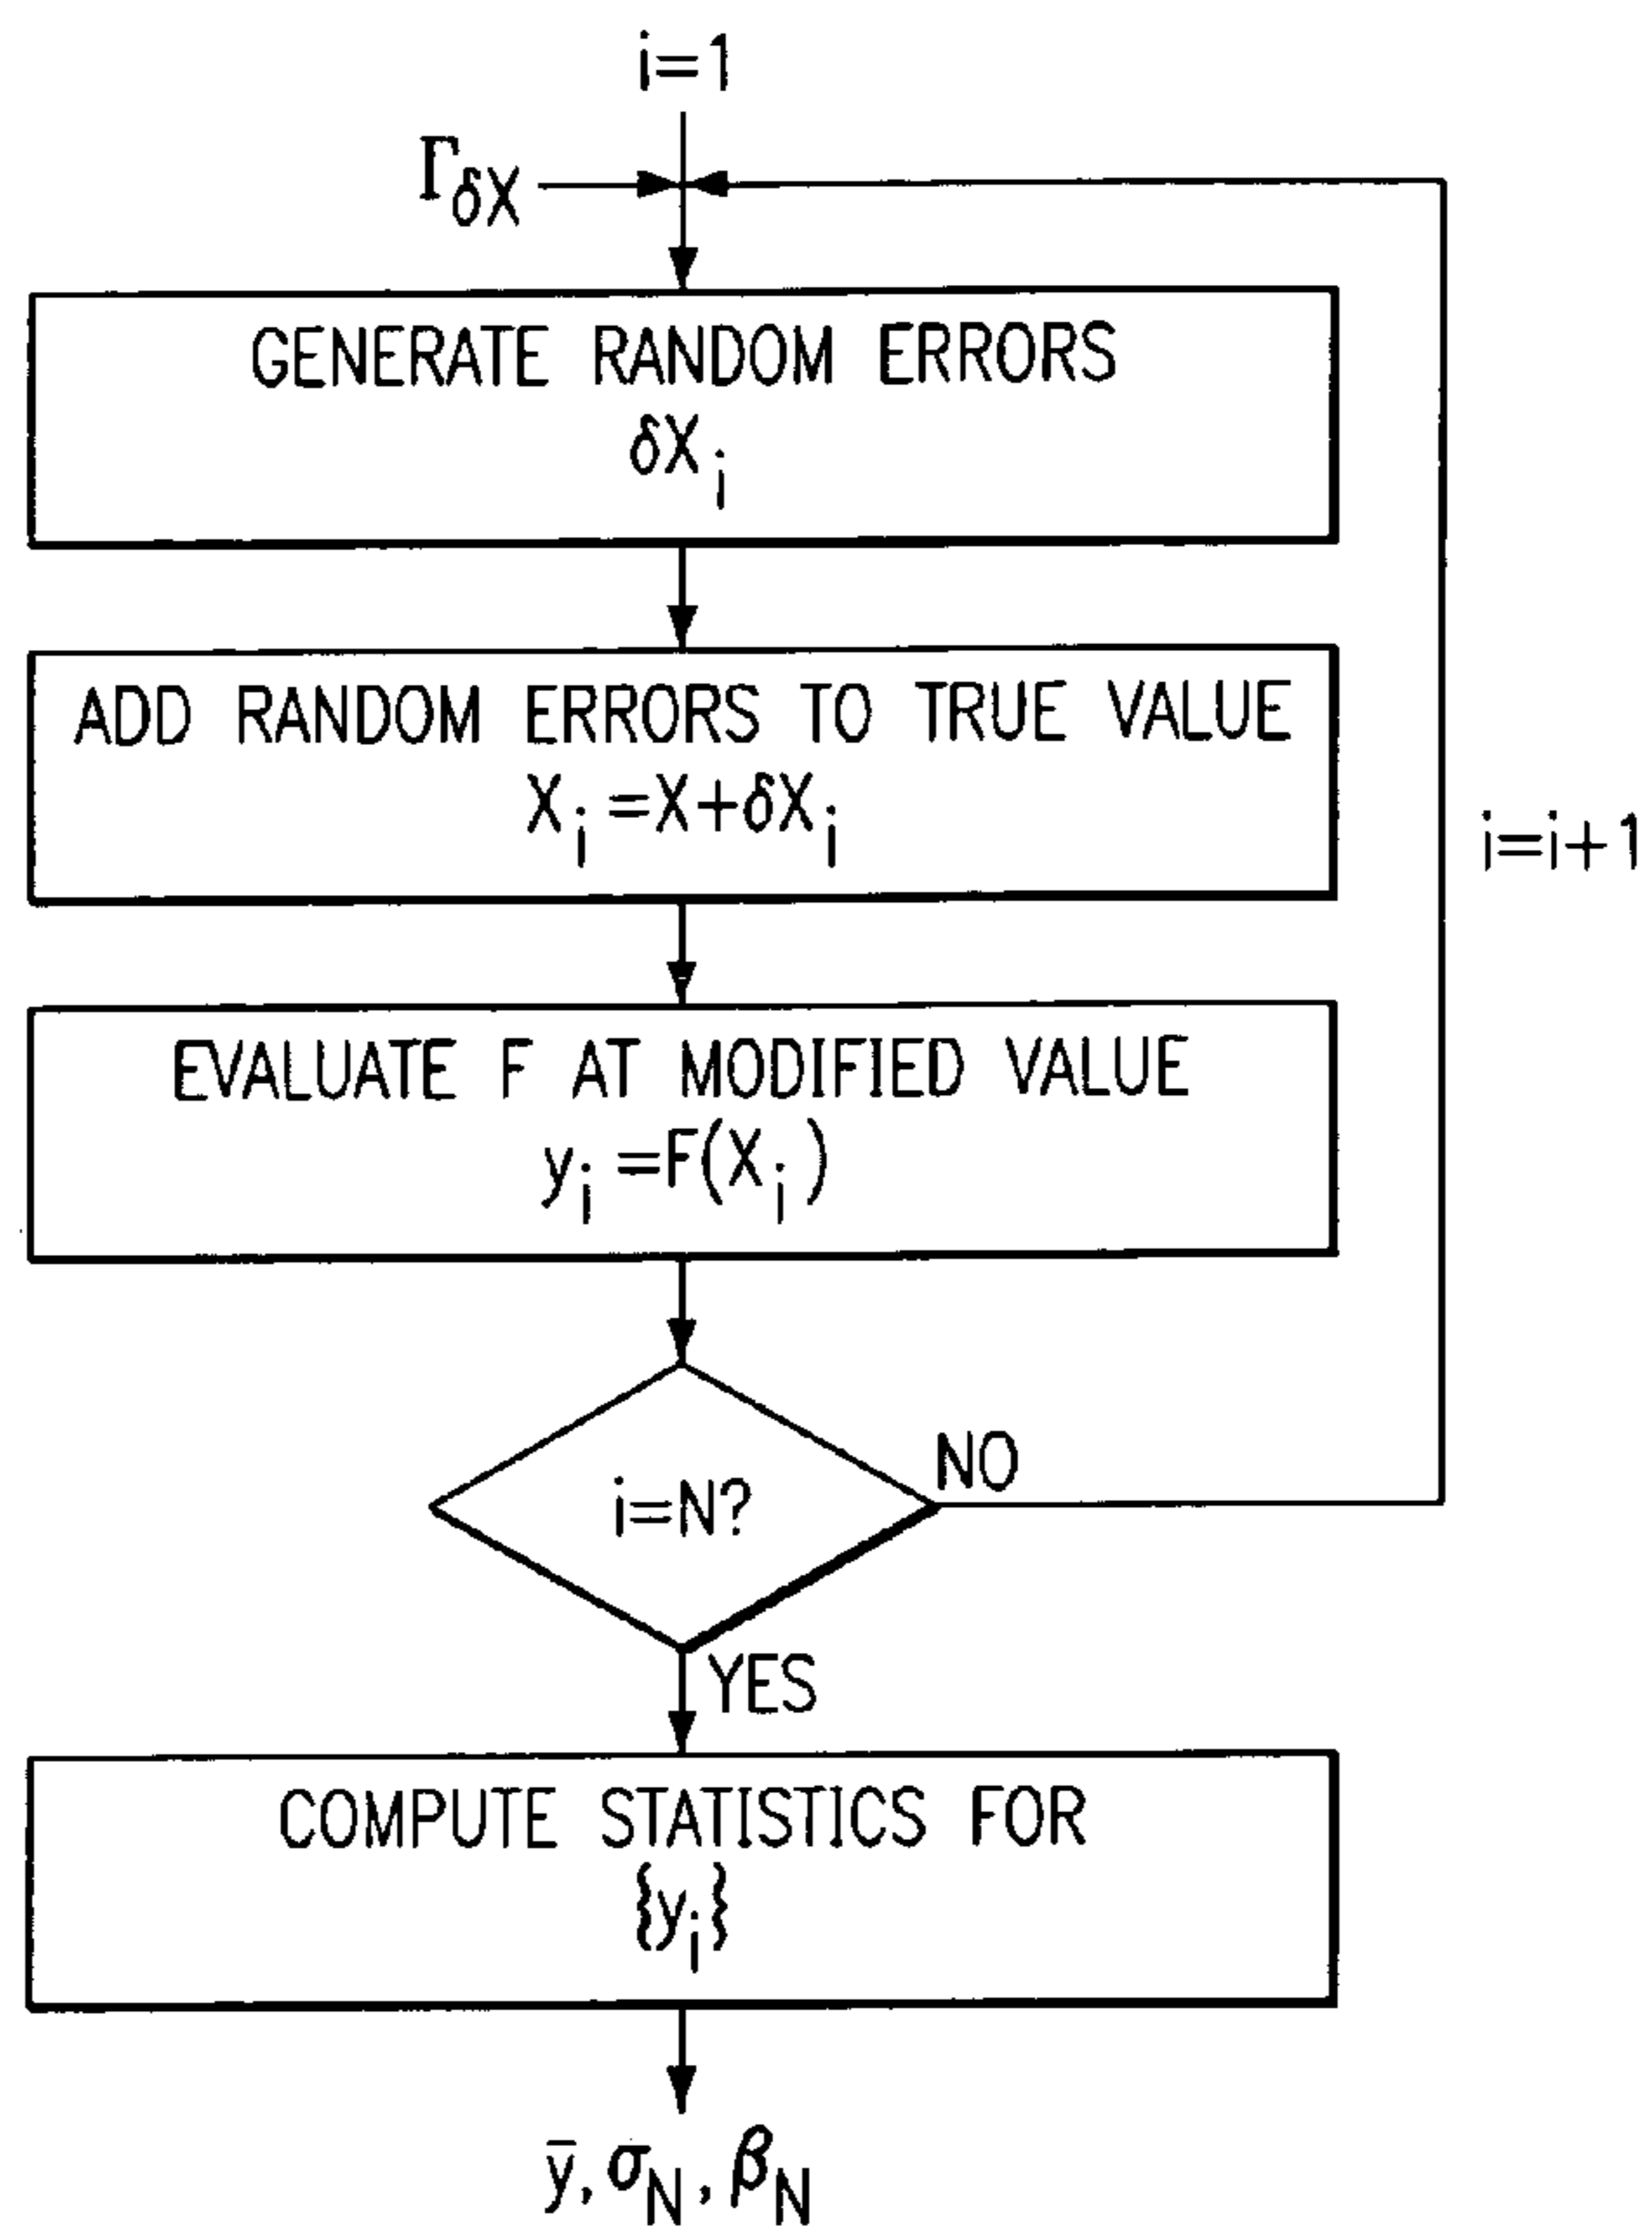 i=1
Γ_δX
GENERATE RANDOM ERRORS
δX_i
ADD RANDOM ERRORS TO TRUE VALUE
X_i=X+δX_i
i=i+1
EVALUATE F AT MODIFIED VALUE
y_i=F(X_i)
i=N?
NO
YES
COMPUTE STATISTICS FOR
{y_i}
ȳ, σ_N, β_N